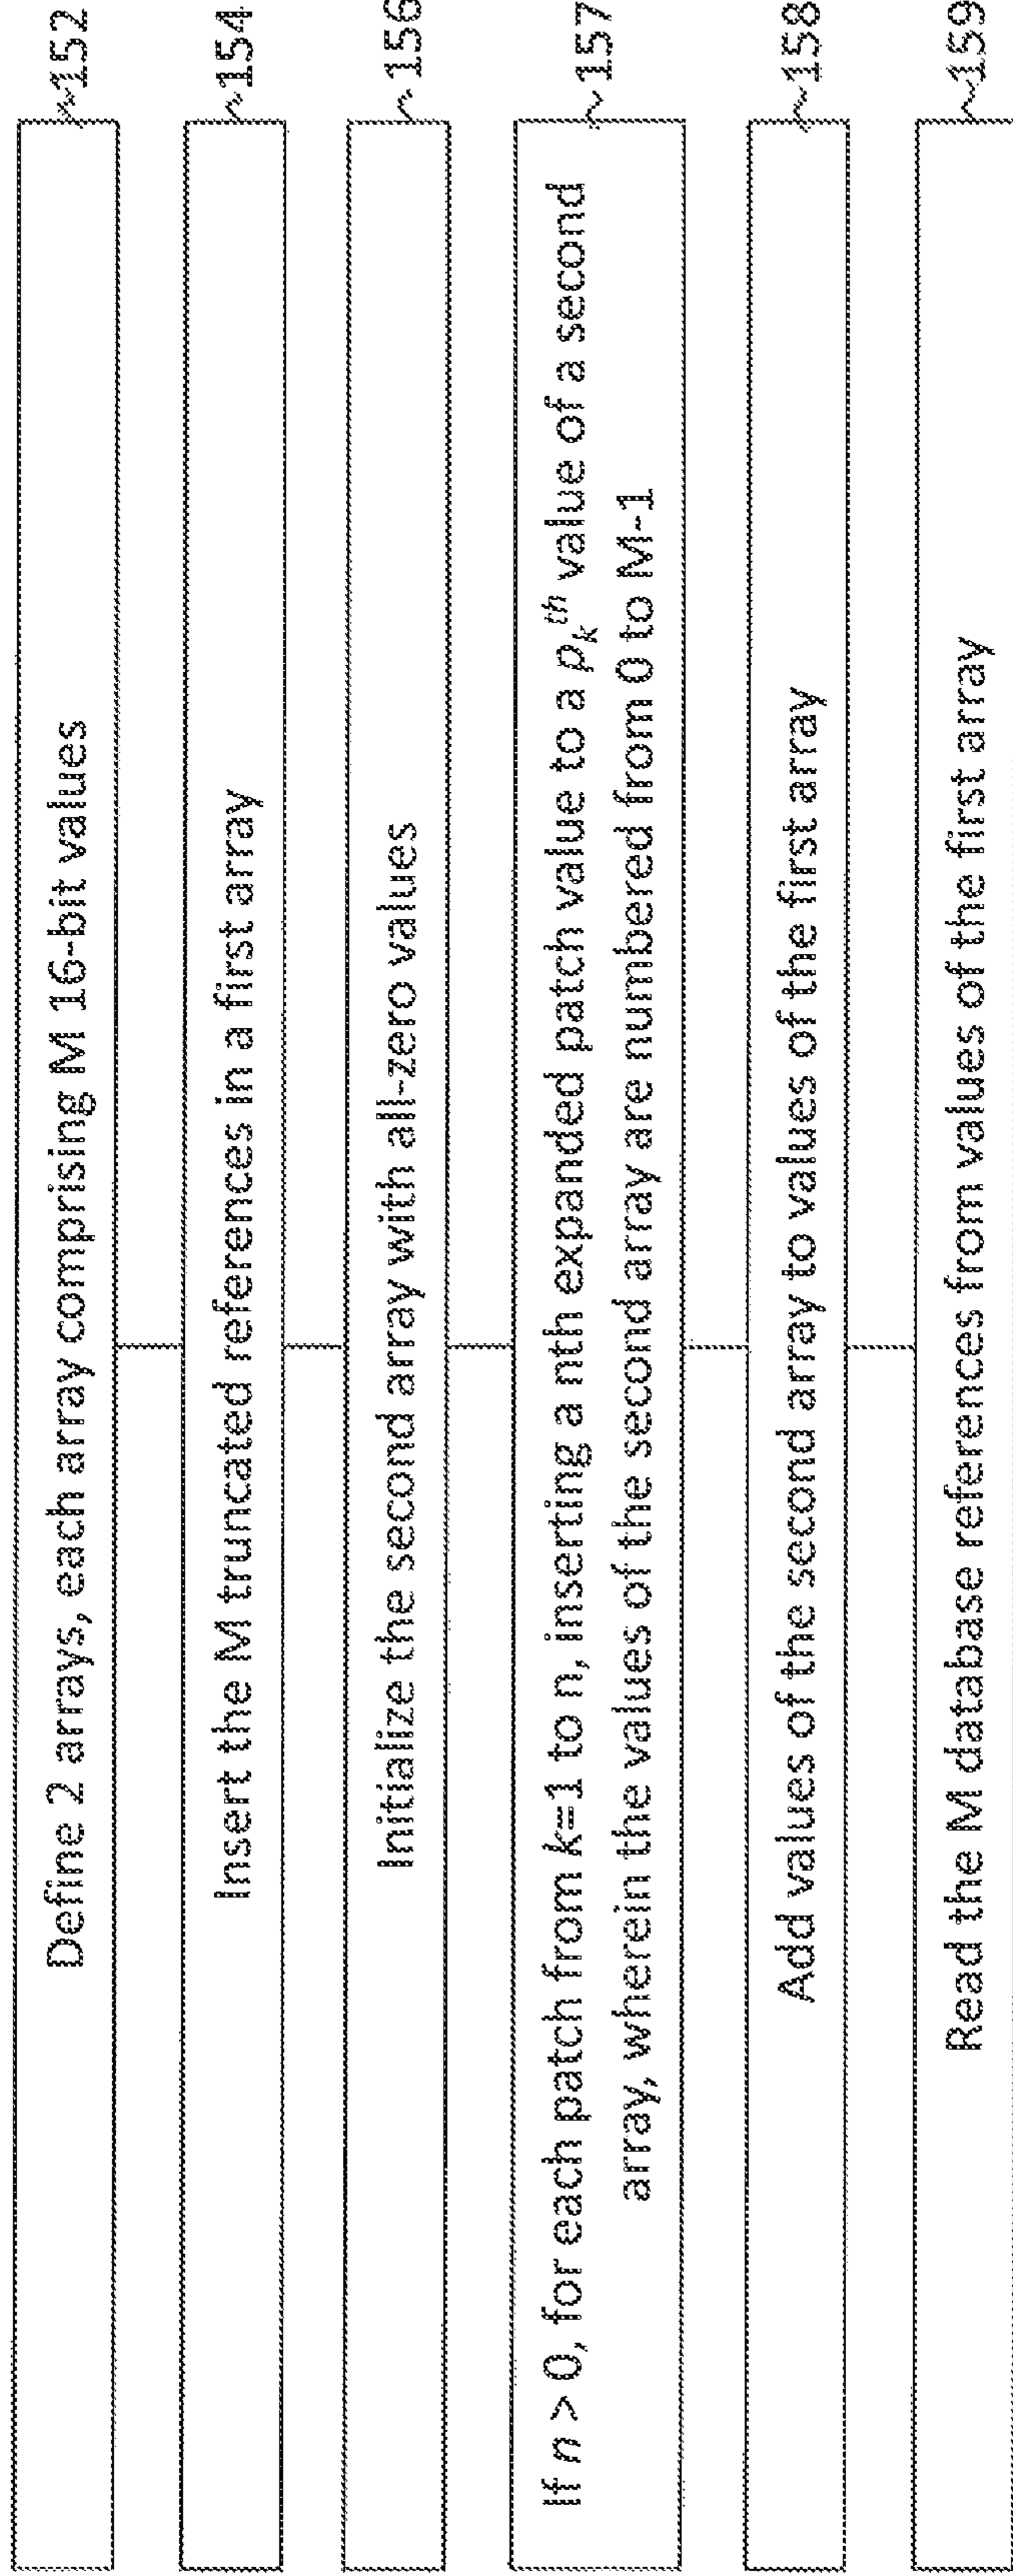 Define 2 arrays, each array comprising M 16-bit values ~152
Insert the M truncated references in a first array ~154
Initialize the second array with all-zero values ~156
If n > 0, for each patch from k=1 to n, inserting a nth expanded patch value to a pₖᵗʰ value of a second ~157
array, wherein the values of the second array are numbered from 0 to M-1
Add values of the second array to values of the first array ~158
Read the M database references from values of the first array ~159